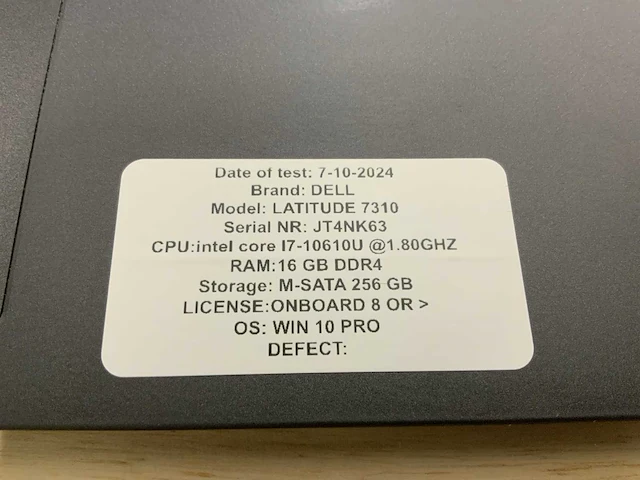 Date of test: 7-10-2024
Brand: DELL
Model: LATITUDE 7310
Serial NR: JT4NK63
CPU:intel core I7-10610U @1.80GHZ
RAM:16 GB DDR4
Storage: M-SATA 256 GB
LICENSE:ONBOARD 8 OR >
OS: WIN 10 PRO
DEFECT: